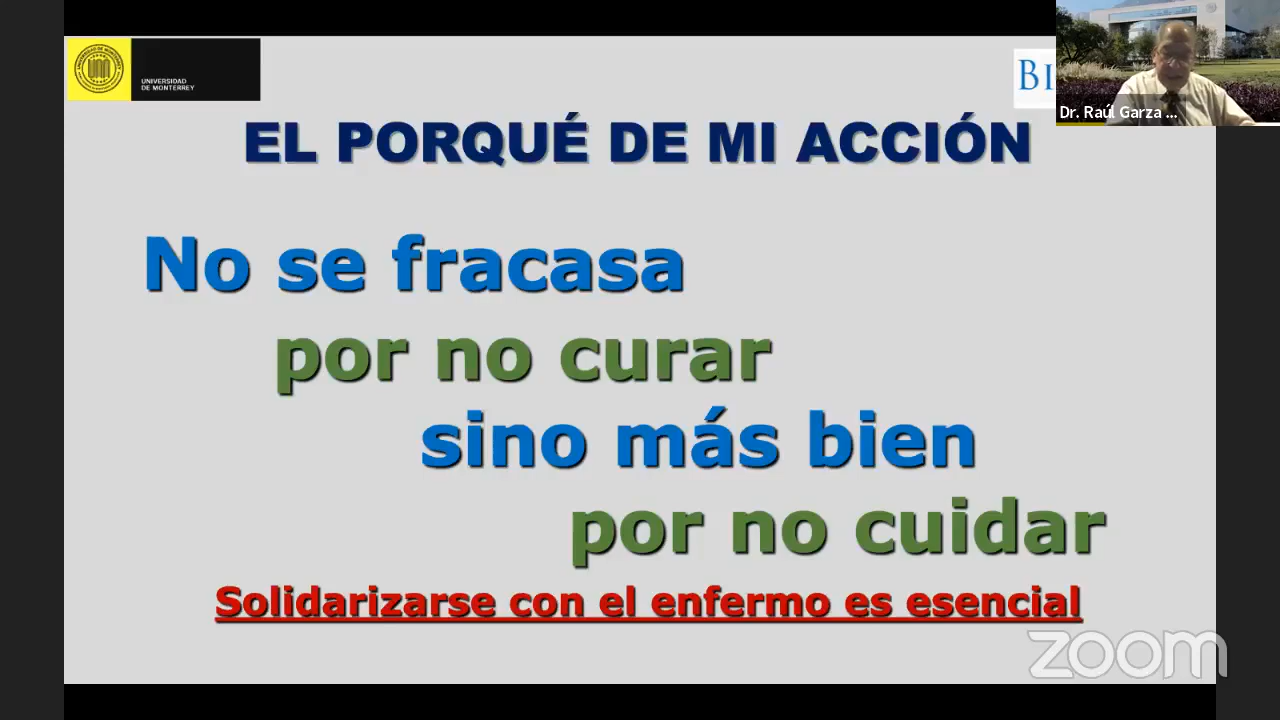 UNIVERSIDAD
DE MONTERREY
BI
Dr. Raúl Garza ...
EL PORQUÉ DE MI ACCIÓN
No se fracasa
por no curar
sino más bien
por no cuidar
Solidarizarse con el enfermo es esencial
zoom